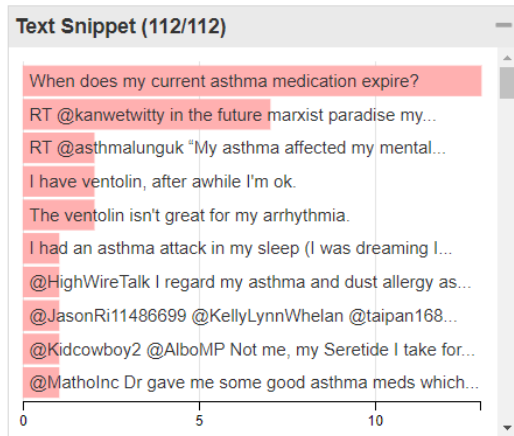 Text Snippet (112/112)
When does my current asthma medication expire?
RT @kanwetwitty in the future marxist paradise my...
RT @asthmalunguk “My asthma affected my mental...
I have ventolin, after awhile I'm ok.
The ventolin isn't great for my arrhythmia.
I had an asthma attack in my sleep (I was dreaming I...
@HighWireTalk I regard my asthma and dust allergy as...
@JasonRi11486699 @KellyLynnWhelan @taipan168...
@Kidcowboy2 @AlboMP Not me, my Seretide I take for...
@MathoInc Dr gave me some good asthma meds which...
0 5 10